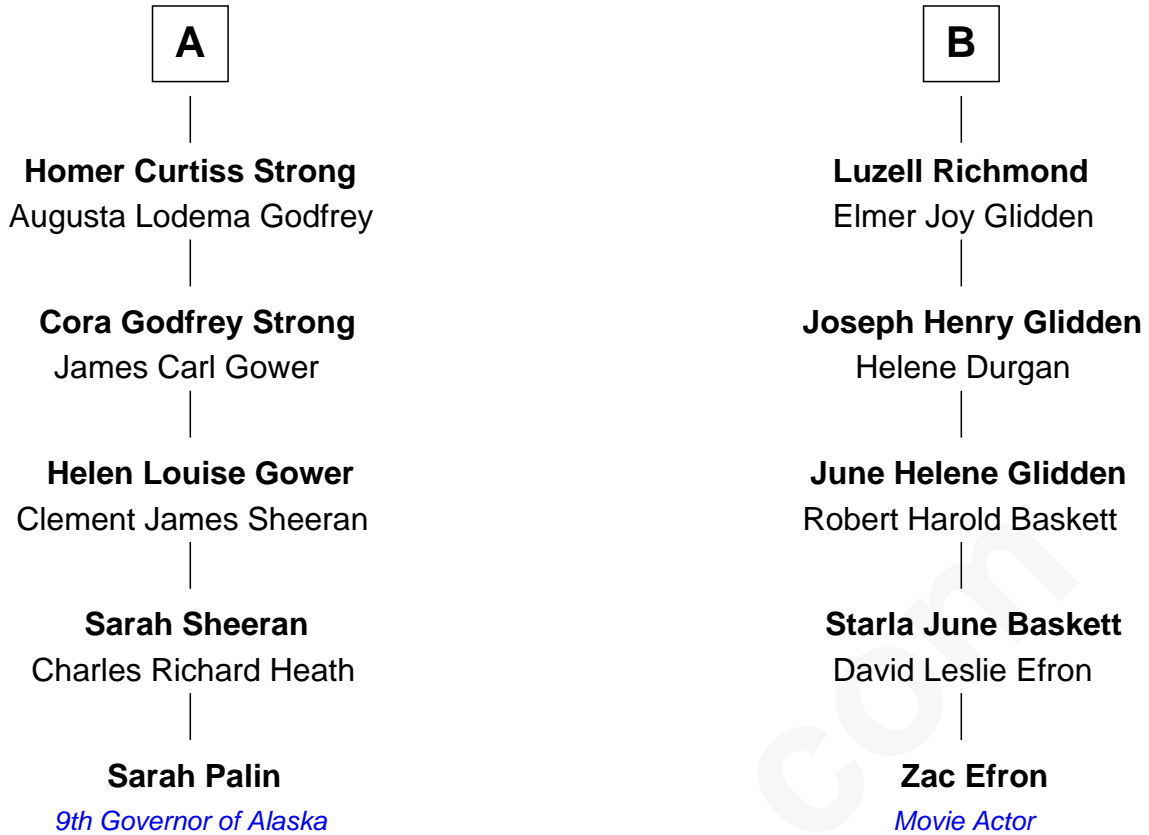 A
Homer Curtiss Strong
Augusta Lodema Godfrey
Cora Godfrey Strong
James Carl Gower
Helen Louise Gower
Clement James Sheeran
Sarah Sheeran
Charles Richard Heath
Sarah Palin
9th Governor of Alaska
B
Luzell Richmond
Elmer Joy Glidden
Joseph Henry Glidden
Helene Durgan
June Helene Glidden
Robert Harold Baskett
Starla June Baskett
David Leslie Efron
Zac Efron
Movie Actor
com